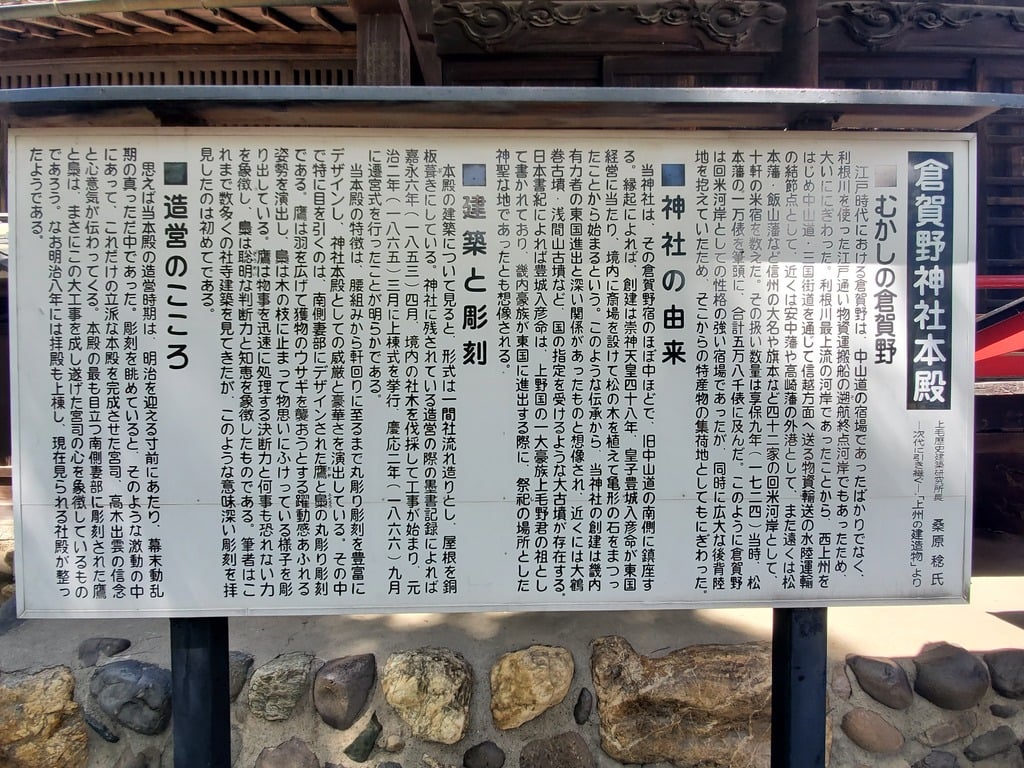 倉賀野神社本殿
上毛歴史建築研究所長 桑原 稔 氏
―次代に引き継ぐ―「上州の建造物」より
むかしの倉賀野
江戸時代における倉賀野は、中山道の宿場であったばかりでなく、
利根川を使った江戸通い物資運搬船の遡航終点河岸でもあったため、
大いににぎわった。利根川最上流の河岸であったことから、西上州を
はじめ中山道・三国街道を通じて信越方面へ送る物資輸送の水陸運輸
の結節点として、近くは安中藩や高崎藩の外港として、また遠くは松
本藩・飯山藩など信州の大名や旗本など四十二家の回米河岸として、
十軒の米宿を数えた。その扱い数量は享保九年(一七二四)当時、松
本藩の一万俵を筆頭に、合計五万八千俵に及んだ。このように倉賀野
は回米河岸としての性格の強い宿場であったが、同時に広大な後背陸
地を抱えていたため、そこからの特産物の集荷地としてもにぎわった。
神社の由来
当神社は、その倉賀野宿のほぼ中ほどで、旧中山道の南側に鎮座す
る。縁起によれば、創建は崇神天皇四十八年、皇子豊城入彦命が東国
経営に当たり、境内に斎場を設けて松の木を植えて亀形の石をまつっ
たことから始まるという。このような伝承から、当神社の創建は畿内
有力者の東国進出と深い関係があったものと想像され、近くには大鶴
巻古墳・浅間山古墳など、国の指定を受けるような大古墳が存在する。
日本書紀によれば豊城入彦命は、上野国の一大豪族上毛野君の祖とし
て書かれており、畿内豪族が東国に進出する際に、祭祀の場所とした
神聖な地であったとも想像される。
建築と彫刻
本殿の建築について見ると、形式は一間社流れ造りとし、屋根を銅
板葺きにしている。神社に残されている造営の際の墨書記録によれば
嘉永六年(一八五三)四月、境内の社木を伐採して工事が始まり、元
治二年(一八六五)三月に上棟式を挙行、慶応二年(一八六六)九月
に遷宮式を行ったことが明らかである。
当本殿の特徴は、腰組みから軒回りに至るまで丸彫り彫刻を豊富に
デザインし、神社本殿としての威厳と豪華さを演出している。その中
で特に目を引くのは、南側妻部にデザインされた鷹と梟の丸彫り彫刻
である。鷹は羽を広げて獲物のウサギを襲おうとする躍動感あふれる
姿勢を演出し、梟は木の枝に止まって物思いにふけっている様子を彫
り出している。鷹は物事を迅速に処理する決断力と何事も恐れない力
を象徴し、梟は聡明な判断力と知恵を象徴したものである。筆者はこ
れまで数多くの社寺建築を見てきたが、このような意味深い彫刻を拝
見したのは初めてである。
造営のこころ
思えば当本殿の造営時期は、明治を迎える寸前にあたり、幕末動乱
期の真っただ中であった。彫刻を眺めていると、そのような激動の中
にあって、これだけの立派な本殿を完成させた宮司、高木出雲の信念
と心意気が伝わってくる。本殿の最も目立つ南側妻部に彫刻された鷹
と梟は、まさにこの大工事を成し遂げた宮司の心を象徴しているもの
であろう。なお明治八年には拝殿も上棟し、現在見られる社殿が整っ
たようである。